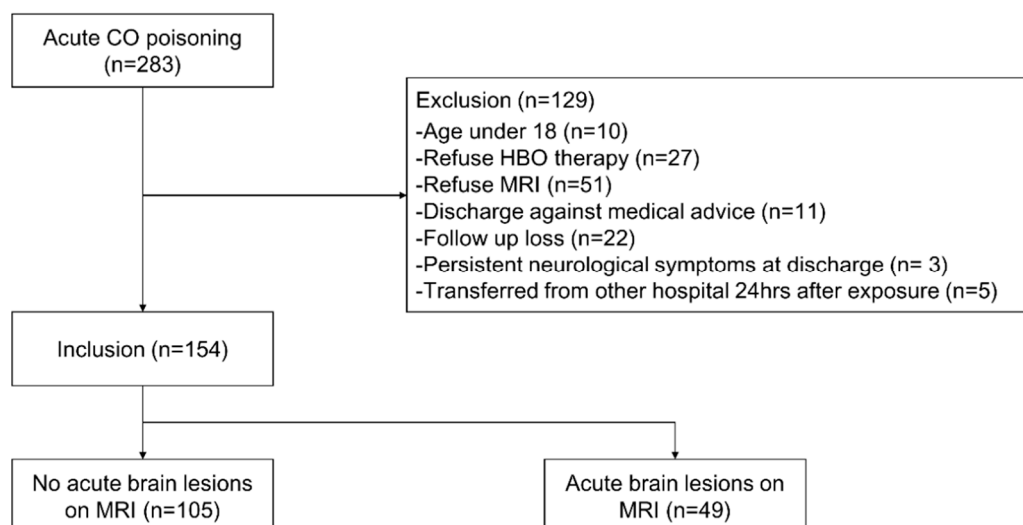 Acute CO poisoning
(n=283)
Exclusion (n=129)
-Age under 18 (n=10)
-Refuse HBO therapy (n=27)
-Refuse MRI (n=51)
-Discharge against medical advice (n=11)
-Follow up loss (n=22)
-Persistent neurological symptoms at discharge (n= 3)
-Transferred from other hospital 24hrs after exposure (n=5)
Inclusion (n=154)
No acute brain lesions
on MRI (n=105)
Acute brain lesions on
MRI (n=49)